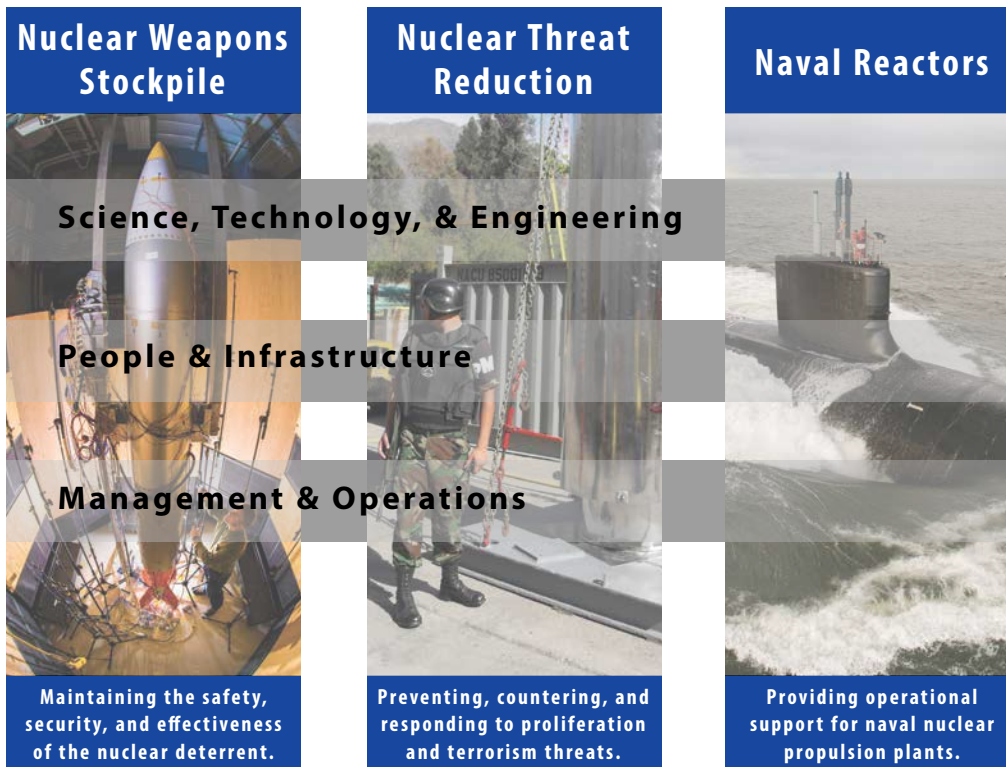 Nuclear Weapons
Stockpile
Nuclear Threat
Reduction
Naval Reactors
Science, Technology, & Engineering
People & Infrastructure
Management & Operations
Maintaining the safety,
security, and effectiveness
of the nuclear deterrent.
Preventing, countering, and
responding to proliferation
and terrorism threats.
Providing operational
support for naval nuclear
propulsion plants.